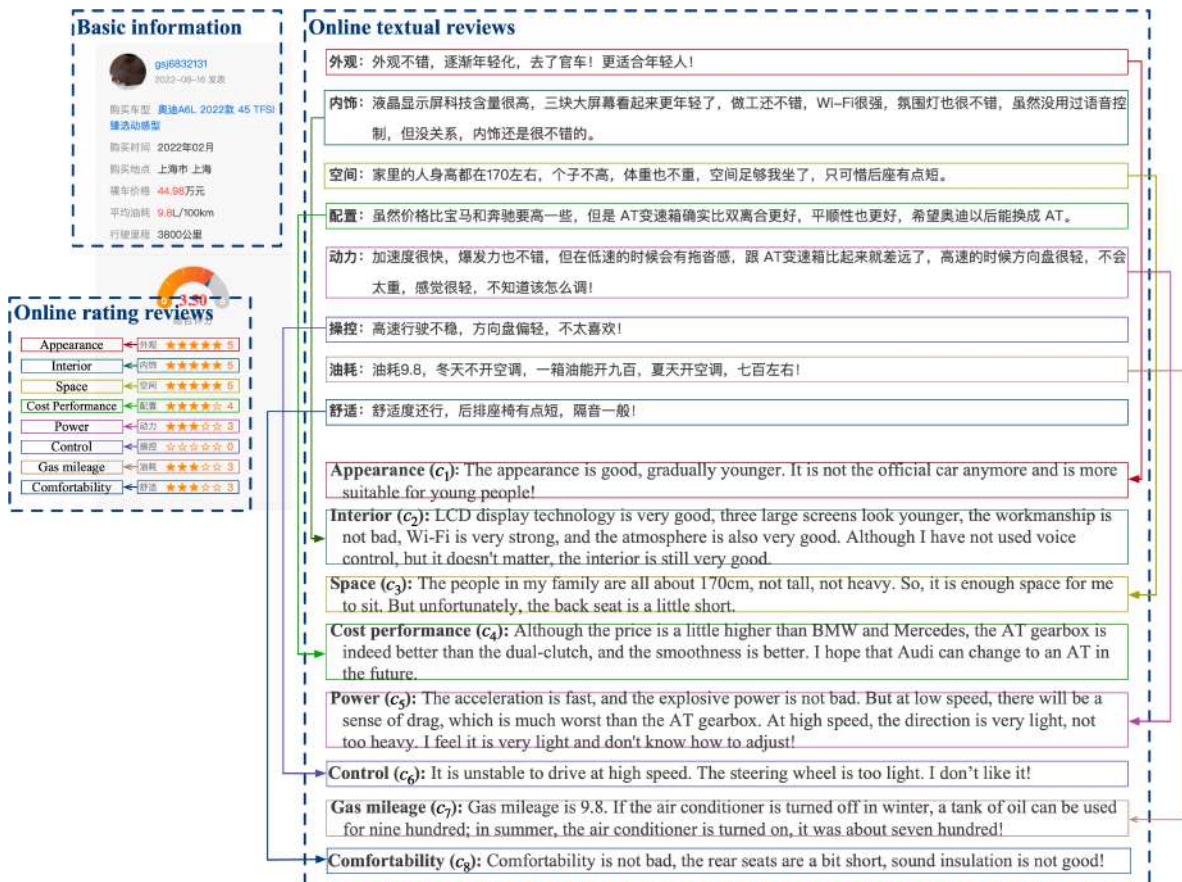 Basic information
gsj6832131
2022-08-16 发表
购买车型 奥迪A6L 2022款 45 TFSI
臻选动感型
购买时间 2022年02月
购买地点 上海市 上海
裸车价格 44.98万元
平均油耗 9.8L/100km
行驶里程 3800公里
3.50
Online rating reviews
Appearance 外观 ★★★★★ 5
Interior 内饰 ★★★★★ 5
Space 空间 ★★★★★ 5
Cost Performance 配置 ★★★★☆ 4
Power 动力 ★★★☆☆ 3
Control 操控 ☆☆☆☆☆ 0
Gas mileage 油耗 ★★★☆☆ 3
Comfortability 舒适 ★★★☆☆ 3
Online textual reviews
外观：外观不错，逐渐年轻化，去了官车！更适合年轻人！
内饰：液晶显示屏科技含量很高，三块大屏幕看起来更年轻了，做工还不错，Wi-Fi很强，氛围灯也很不错，虽然没用过语音控
制，但没关系，内饰还是很不错的。
空间：家里的人身高都在170左右，个子不高，体重也不重，空间足够我坐了，只可惜后座有点短。
配置：虽然价格比宝马和奔驰要高一些，但是 AT变速箱确实比双离合更好，平顺性也更好，希望奥迪以后能换成 AT。
动力：加速度很快，爆发力也不错，但在低速的时候会有拖沓感，跟 AT变速箱比起来就差远了，高速的时候方向盘很轻，不会
太重，感觉很轻，不知道该怎么调！
操控：高速行驶不稳，方向盘偏轻，不太喜欢！
油耗：油耗9.8，冬天不开空调，一箱油能开九百，夏天开空调，七百左右！
舒适：舒适度还行，后排座椅有点短，隔音一般！
Appearance (c1): The appearance is good, gradually younger. It is not the official car anymore and is more
suitable for young people!
Interior (c2): LCD display technology is very good, three large screens look younger, the workmanship is
not bad, Wi-Fi is very strong, and the atmosphere is also very good. Although I have not used voice
control, but it doesn't matter, the interior is still very good.
Space (c3): The people in my family are all about 170cm, not tall, not heavy. So, it is enough space for me
to sit. But unfortunately, the back seat is a little short.
Cost performance (c4): Although the price is a little higher than BMW and Mercedes, the AT gearbox is
indeed better than the dual-clutch, and the smoothness is better. I hope that Audi can change to an AT in
the future.
Power (c5): The acceleration is fast, and the explosive power is not bad. But at low speed, there will be a
sense of drag, which is much worst than the AT gearbox. At high speed, the direction is very light, not
too heavy. I feel it is very light and don't know how to adjust!
Control (c6): It is unstable to drive at high speed. The steering wheel is too light. I don't like it!
Gas mileage (c7): Gas mileage is 9.8. If the air conditioner is turned off in winter, a tank of oil can be used
for nine hundred; in summer, the air conditioner is turned on, it was about seven hundred!
Comfortability (c8): Comfortability is not bad, the rear seats are a bit short, sound insulation is not good!